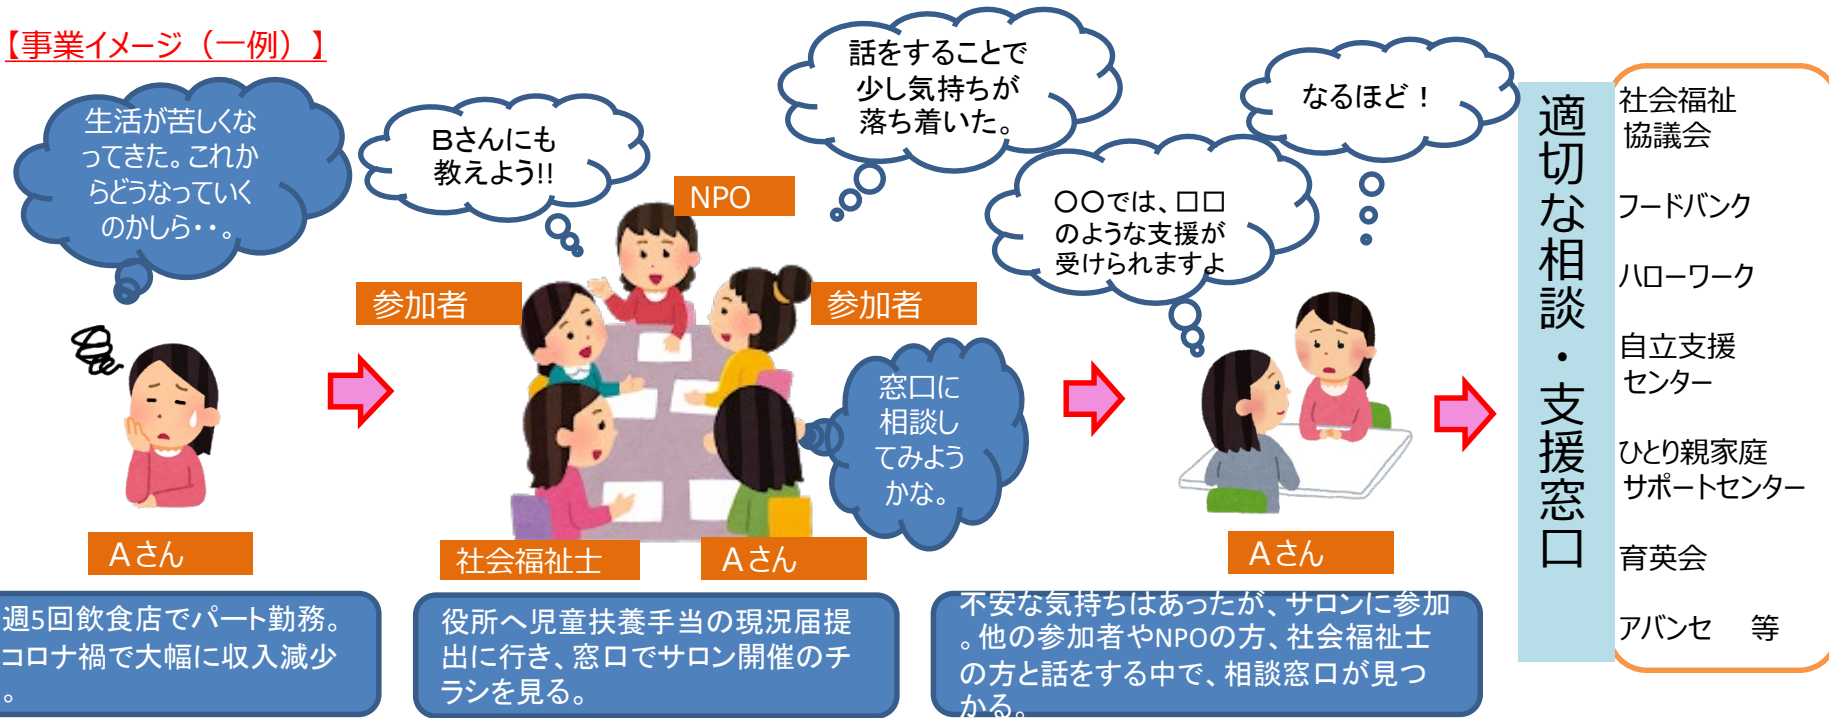 【事業イメージ（一例）】
生活が苦しくな
ってきた。これか
らどうなっていく
のかしら・・。
Aさん
週5回飲食店でパート勤務。
コロナ禍で大幅に収入減少
。
Bさんにも
教えよう!!
NPO
参加者
話をすることで
少し気持ちが
落ち着いた。
参加者
窓口に
相談し
てみよう
かな。
社会福祉士
Aさん
役所へ児童扶養手当の現況届提
出に行き、窓口でサロン開催のチ
ラシを見る。
〇〇では、□□
のような支援が
受けられますよ
なるほど！
Aさん
不安な気持ちはあったが、サロンに参加
。他の参加者やNPOの方、社会福祉士
の方と話をする中で、相談窓口が見つ
かる。
適切な相談・支援窓口
社会福祉
協議会
フードバンク
ハローワーク
自立支援
センター
ひとり親家庭
サポートセンター
育英会
アバンセ　等